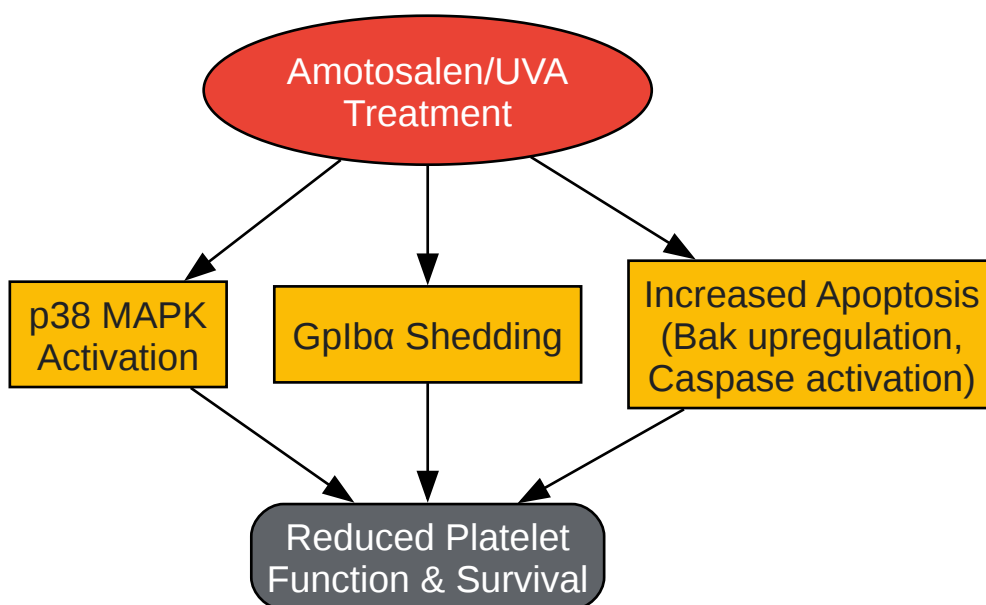 Amotosalen/UVA
Treatment
p38 MAPK
Activation
GpIbα Shedding
Increased Apoptosis
(Bak upregulation,
Caspase activation)
Reduced Platelet
Function & Survival